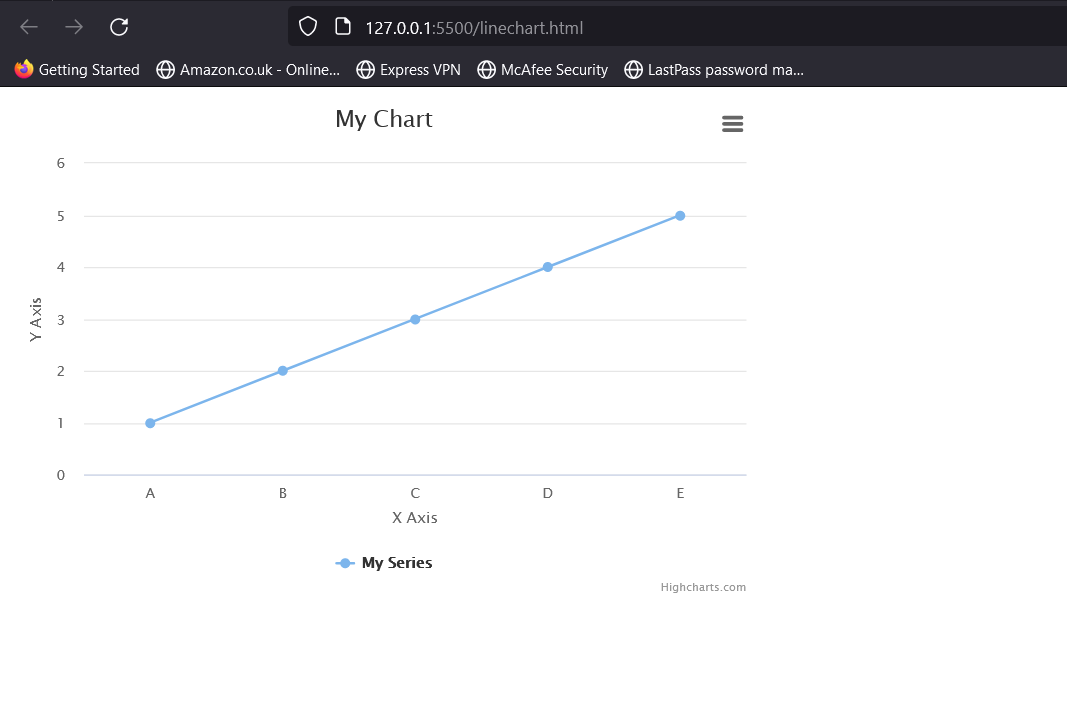 127.0.0.1:5500/linechart.html
Getting Started Amazon.co.uk - Online... Express VPN McAfee Security LastPass password ma...
My Chart
6
5
4
3
2
1
0
Y Axis
A B C D E
X Axis
My Series
Highcharts.com